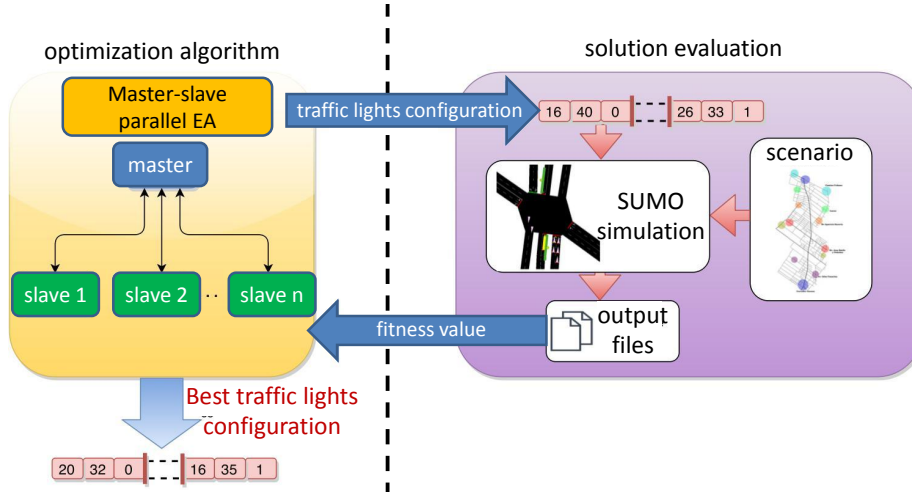 optimization algorithm
Master-slave
parallel EA
master
slave 1
slave 2
··
slave n
Best traffic lights
configuration
20 32 0
16 35 1
traffic lights configuration
fitness value
solution evaluation
16 40 0
26 33 1
SUMO
simulation
scenario
output
files